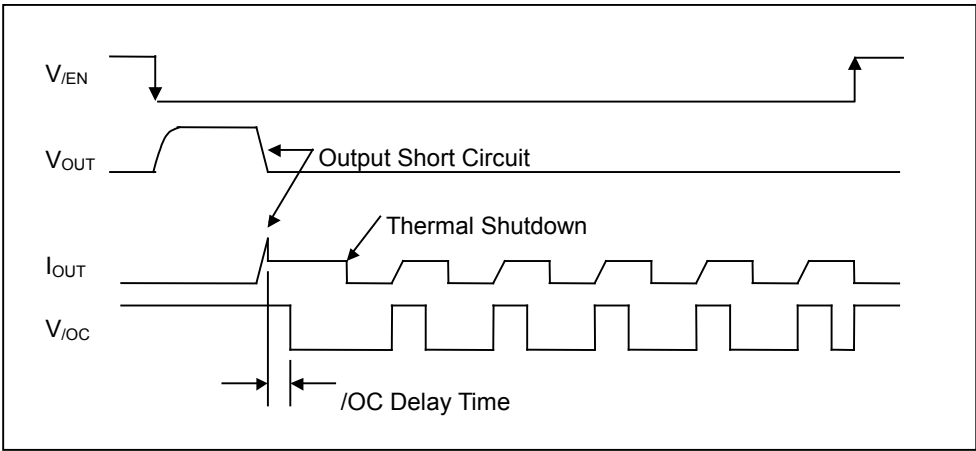 V/EN
VOUT
Output Short Circuit
Thermal Shutdown
IOUT
V/OC
/OC Delay Time